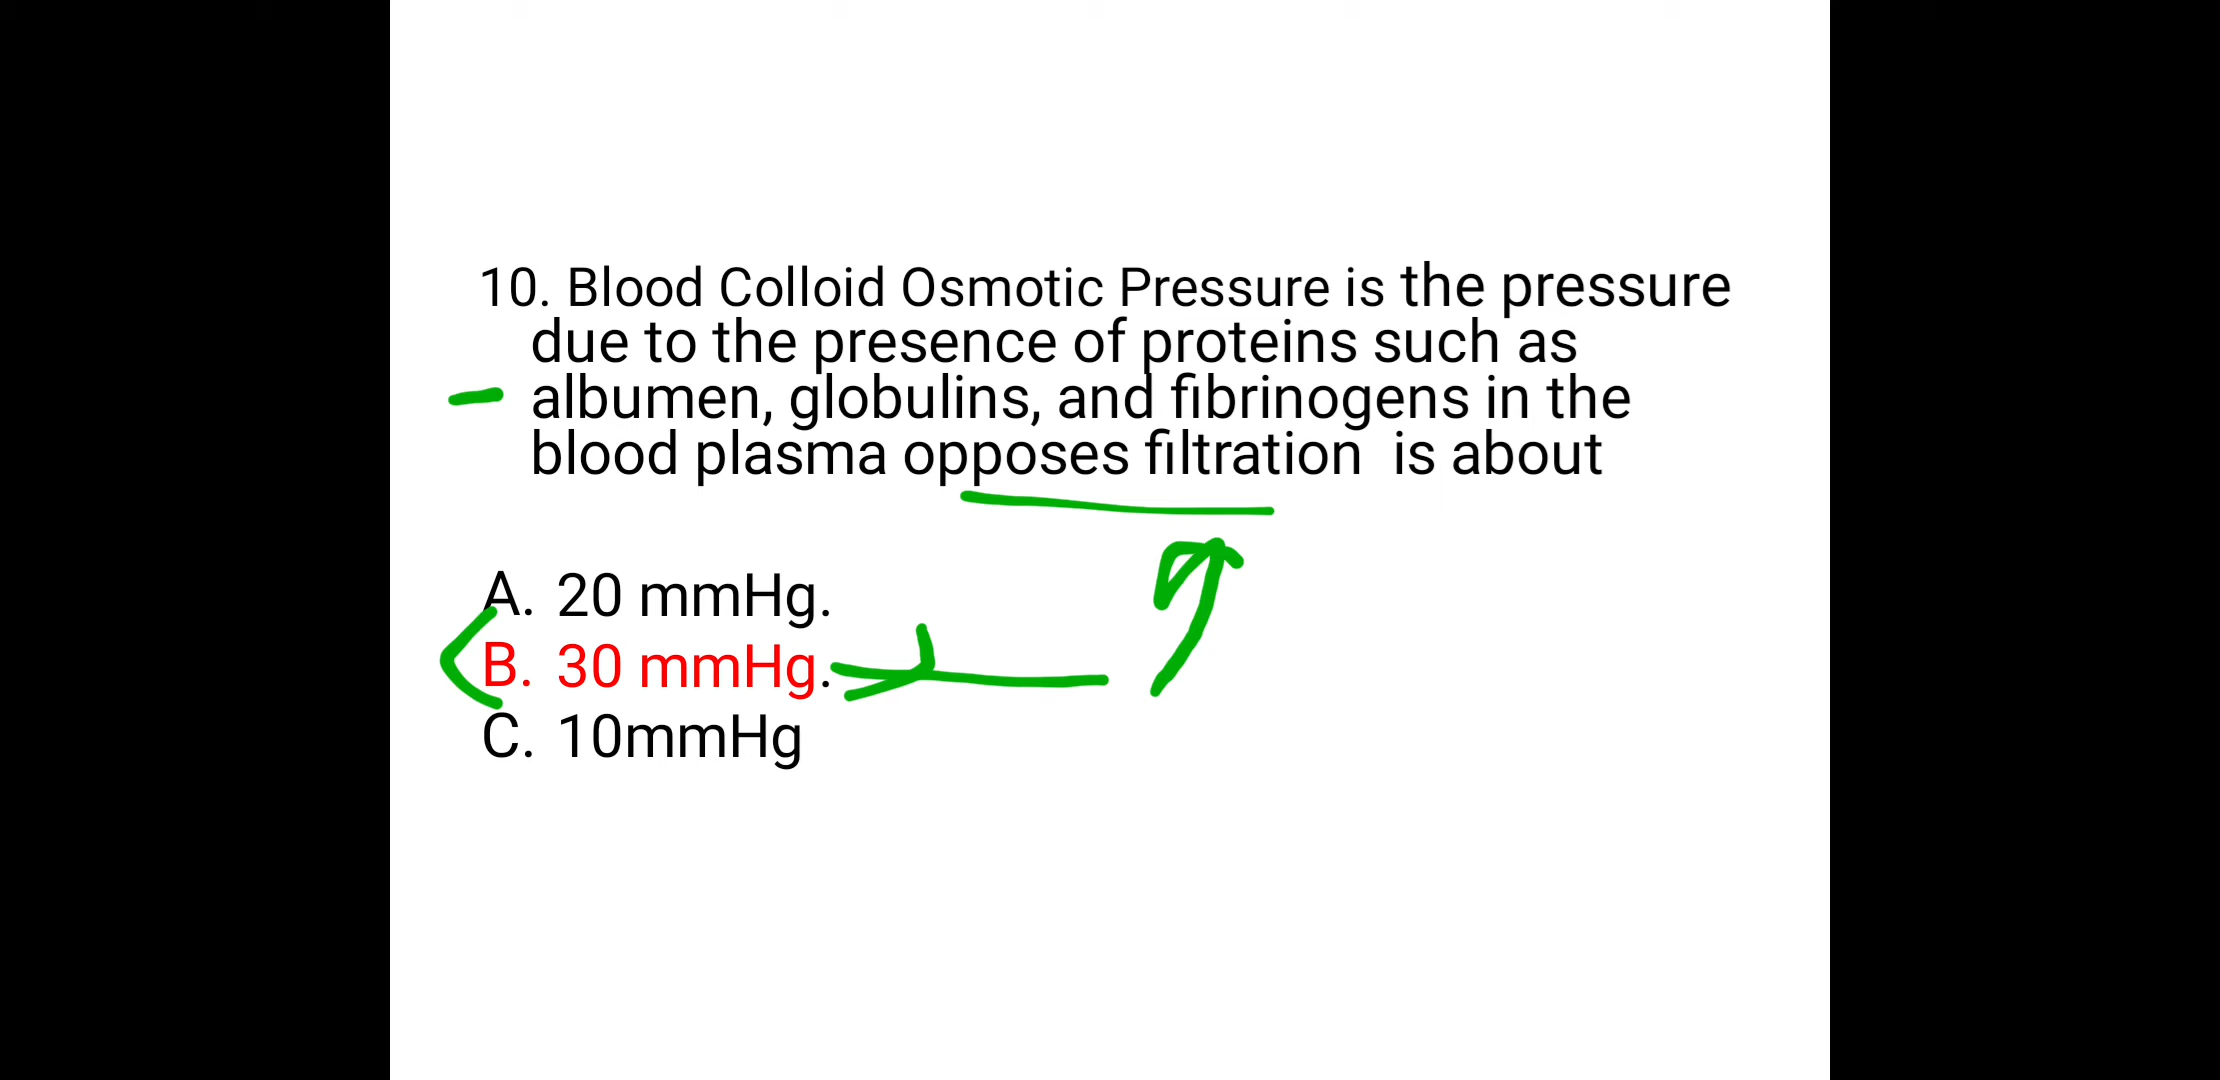 10. Blood Colloid Osmotic Pressure is the pressure
due to the presence of proteins such as
albumen, globulins, and fibrinogens in the
blood plasma opposes filtration  is about
A. 20 mmHg.
B. 30 mmHg.
C. 10mmHg